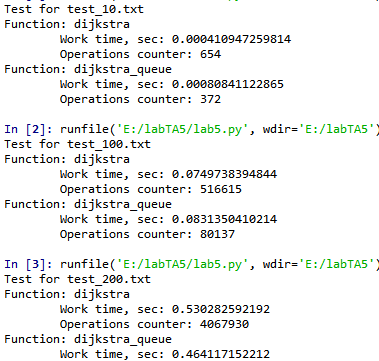 Test for test_10.txt
Function: dijkstra
Work time, sec: 0.000410947259814
Operations counter: 654
Function: dijkstra_queue
Work time, sec: 0.00080841122865
Operations counter: 372
In [2]: runfile('E:/labTA5/lab5.py', wdir='E:/labTA5')
Test for test_100.txt
Function: dijkstra
Work time, sec: 0.0749738394844
Operations counter: 516615
Function: dijkstra_queue
Work time, sec: 0.0831350410214
Operations counter: 80137
In [3]: runfile('E:/labTA5/lab5.py', wdir='E:/labTA5')
Test for test_200.txt
Function: dijkstra
Work time, sec: 0.530282592192
Operations counter: 4067930
Function: dijkstra_queue
Work time, sec: 0.464117152212